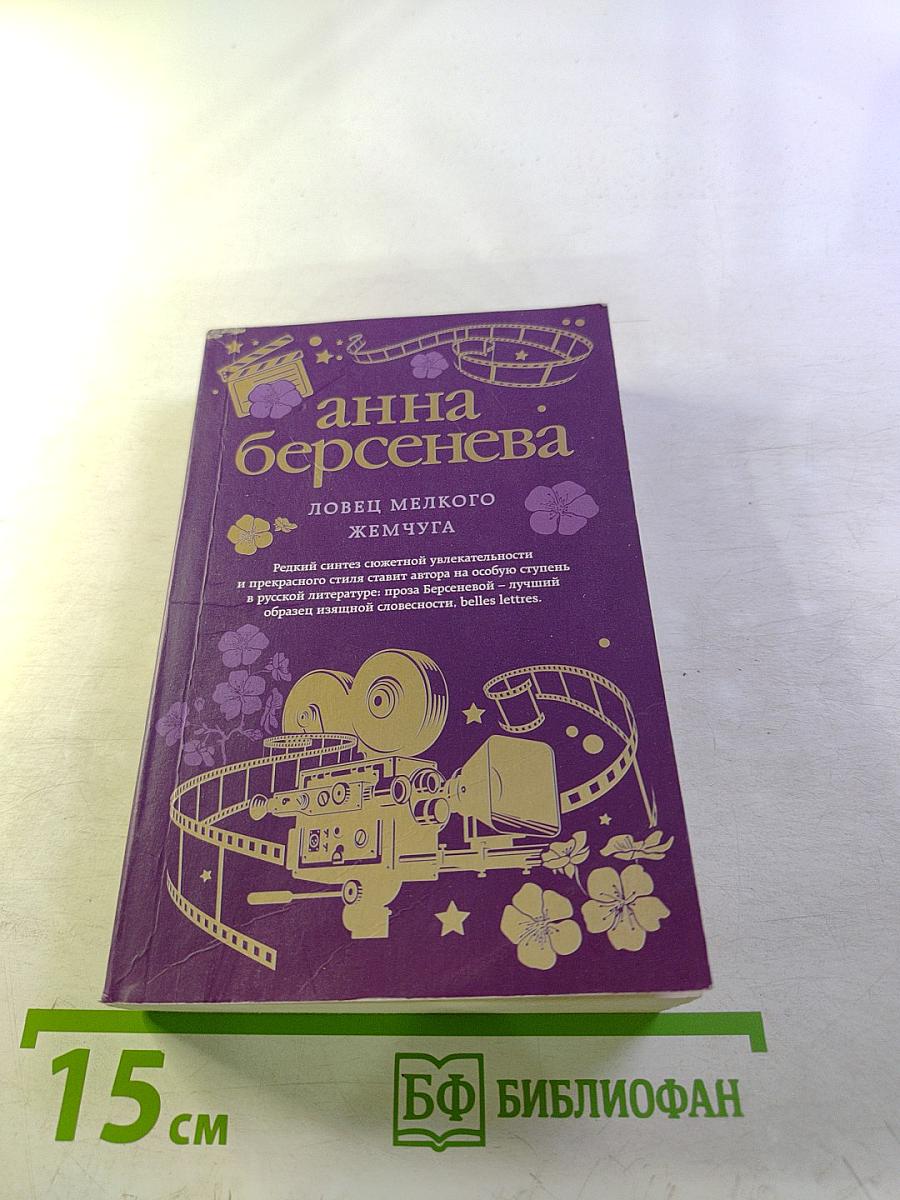 анна
берсенева
ЛОВЕЦ МЕЛКОГО
ЖЕМЧУГА
Редкий синтез сюжетной увлекательности
и прекрасного стиля ставит автора на особую ступень
в русской литературе: проза Берсеневой – лучший
образец изящной словесности, belles lettres.
15 см
БФ БИБЛИОФАН